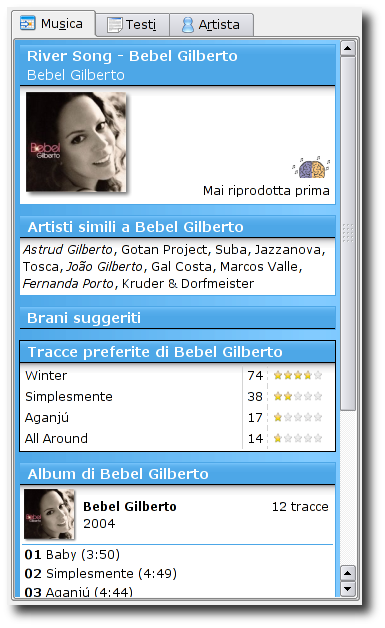 Musica Testi Artista
River Song - Bebel Gilberto
Bebel Gilberto
Bebel
Gilberto
Mai riprodotta prima
Artisti simili a Bebel Gilberto
Astrud Gilberto, Gotan Project, Suba, Jazzanova,
Tosca, João Gilberto, Gal Costa, Marcos Valle,
Fernanda Porto, Kruder & Dorfmeister
Brani suggeriti
Tracce preferite di Bebel Gilberto
Winter 74
Simplesmente 38
Aganjú 17
All Around 14
Album di Bebel Gilberto
Bebel Gilberto 12 tracce
2004
01 Baby (3:50)
02 Simplesmente (4:49)
03 Aganjú (4:44)